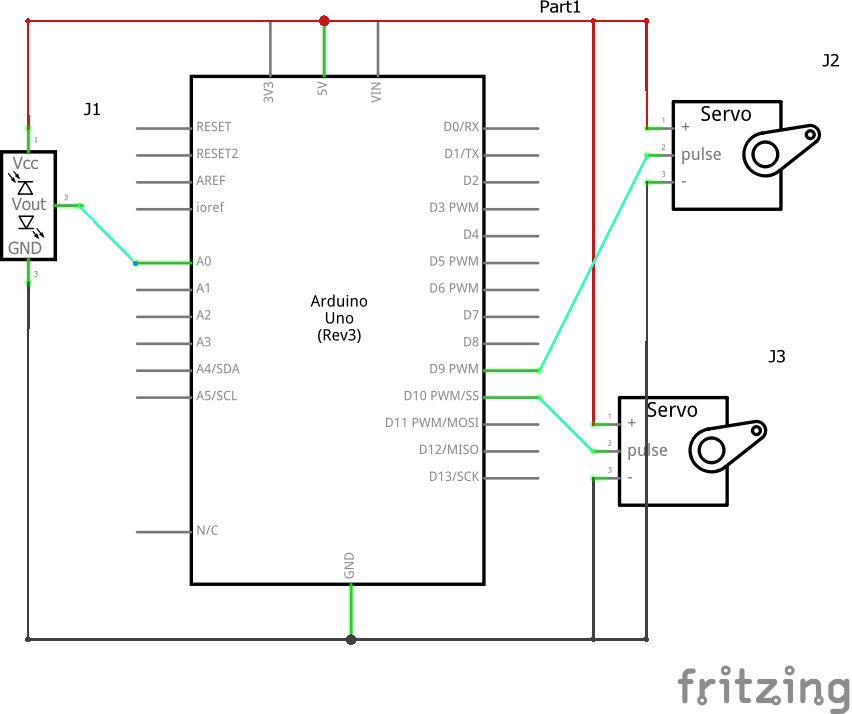 Part1
J2
J1
3V3
5V
VIN
Servo
1
+
2
pulse
3
-
1
Vcc
2
Vout
GND
3
RESET
RESET2
AREF
ioref
A0
A1
A2
A3
A4/SDA
A5/SCL
N/C
Arduino
Uno
(Rev3)
D0/RX
D1/TX
D2
D3 PWM
D4
D5 PWM
D6 PWM
D7
D8
D9 PWM
D10 PWM/SS
D11 PWM/MOSI
D12/MISO
D13/SCK
GND
J3
Servo
1
+
2
pulse
3
-
fritzing